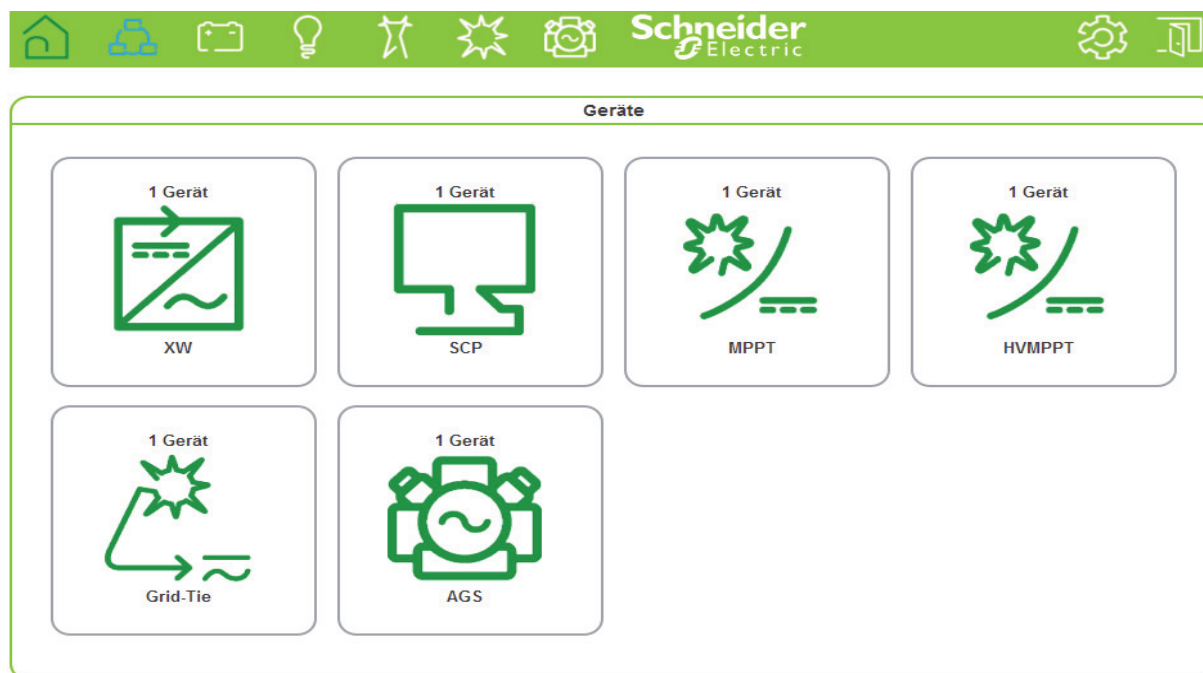 Schneider
Electric
Geräte
1 Gerät
XW
1 Gerät
SCP
1 Gerät
MPPT
1 Gerät
HVMPPT
1 Gerät
Grid-Tie
1 Gerät
AGS